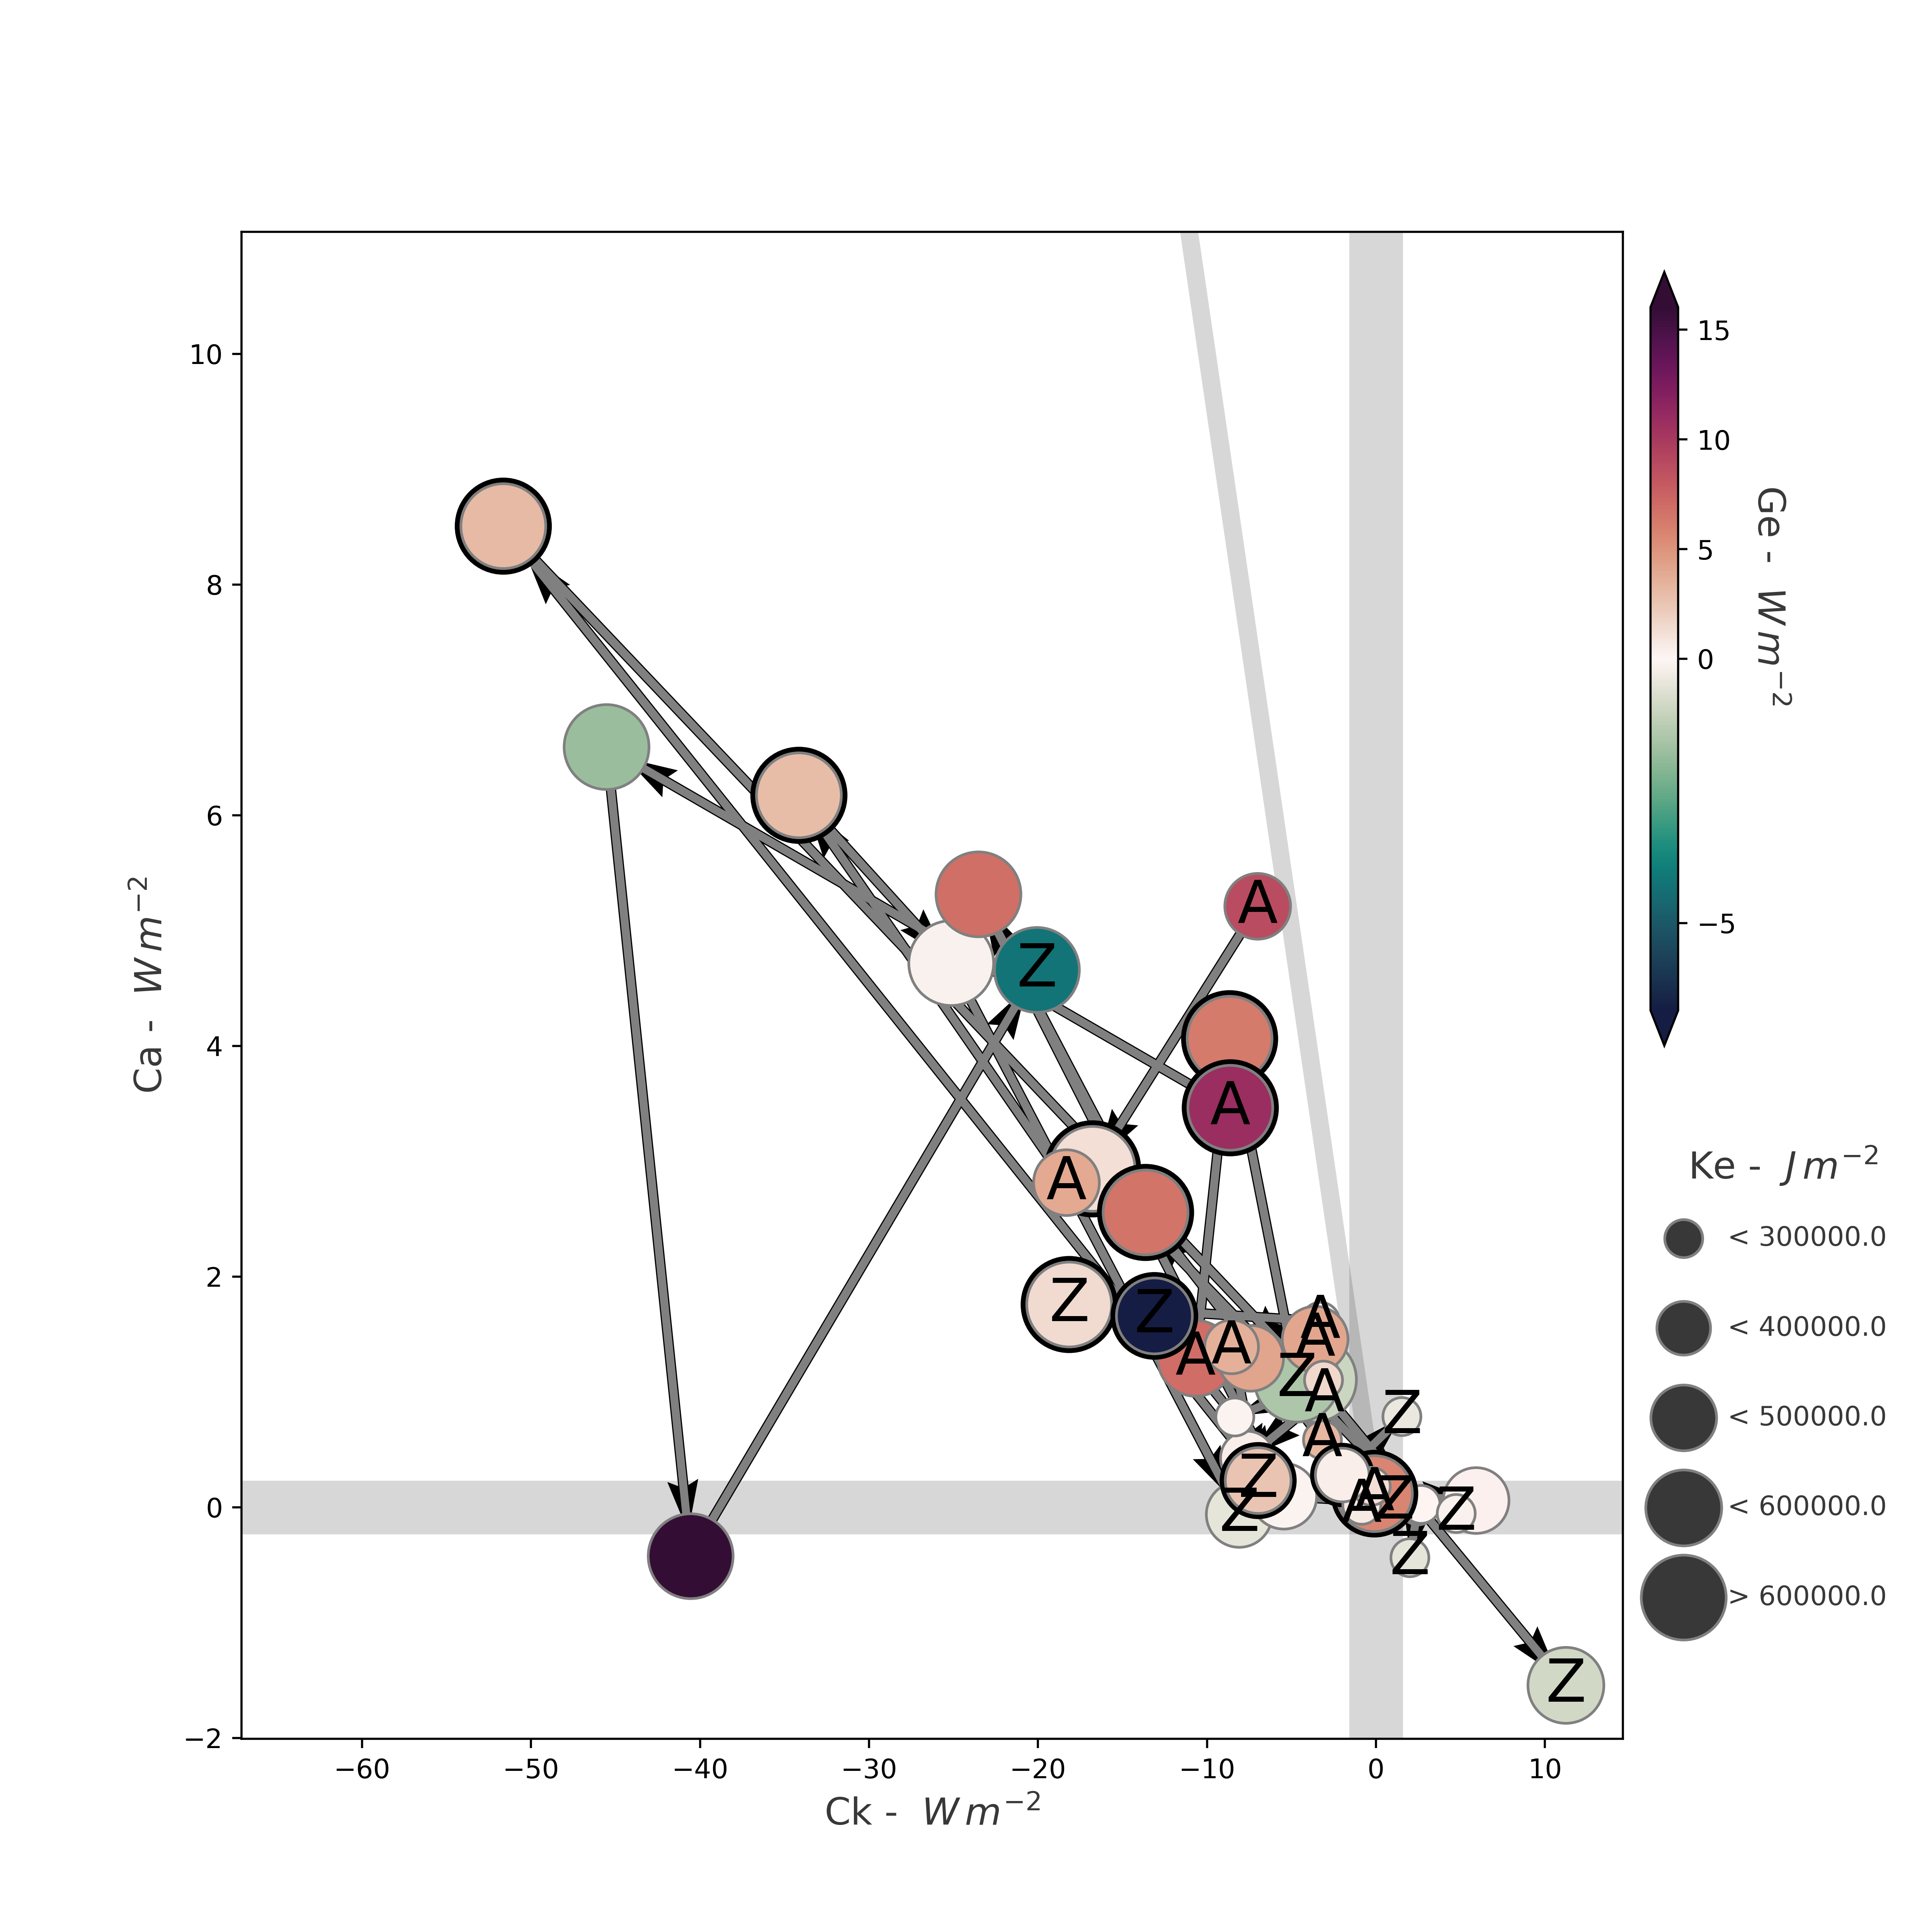 10
8
6
4
2
0
−2
Ca - W m⁻²
−60
−50
−40
−30
−20
−10
0
10
Ck - W m⁻²
15
10
5
0
−5
Ge - W m⁻²
Ke - J m⁻²
< 300000.0
< 400000.0
< 500000.0
< 600000.0
> 600000.0
A
Z
A
A
Z
Z
A
A
A
A
Z
A
Z
A
Z
Z
A
A
Z
Z
Z
Z